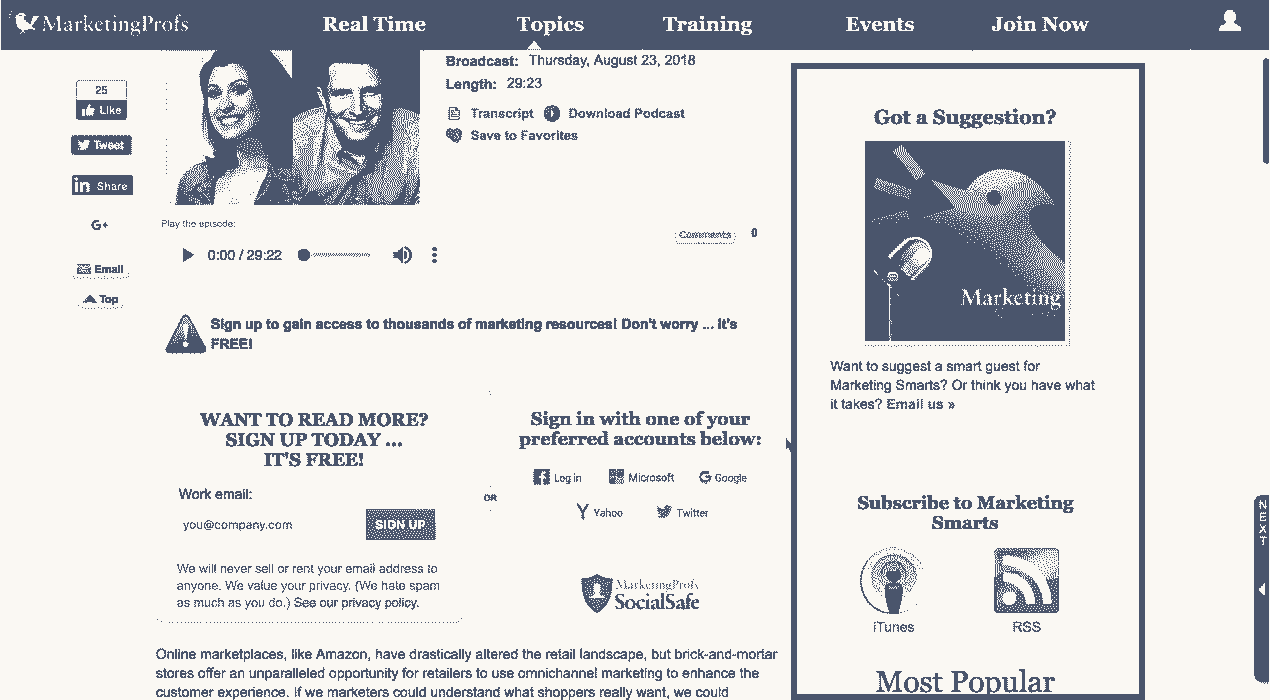 MarketingProfs
Real Time
Topics
Training
Events
Join Now
25
Like
Tweet
in Share
G+
Email
Top
Broadcast: Thursday, August 23, 2018
Length: 29:23
Transcript
Download Podcast
Save to Favorites
Play the episode:
0:00 / 29:22
Comments 0
Sign up to gain access to thousands of marketing resources! Don't worry ... it's
FREE!
WANT TO READ MORE?
SIGN UP TODAY ...
IT'S FREE!
Work email:
you@company.com
SIGN UP
We will never sell or rent your email address to
anyone. We value your privacy. (We hate spam
as much as you do.) See our privacy policy.
OR
Sign in with one of your
preferred accounts below:
Log in
Microsoft
Google
Yahoo
Twitter
MarketingProfs
SocialSafe
Online marketplaces, like Amazon, have drastically altered the retail landscape, but brick-and-mortar
stores offer an unparalleled opportunity for retailers to use omnichannel marketing to enhance the
customer experience. If we marketers could understand what shoppers really want, we could
Got a Suggestion?
Marketing
Want to suggest a smart guest for
Marketing Smarts? Or think you have what
it takes? Email us »
Subscribe to Marketing
Smarts
iTunes
RSS
Most Popular
NEXT